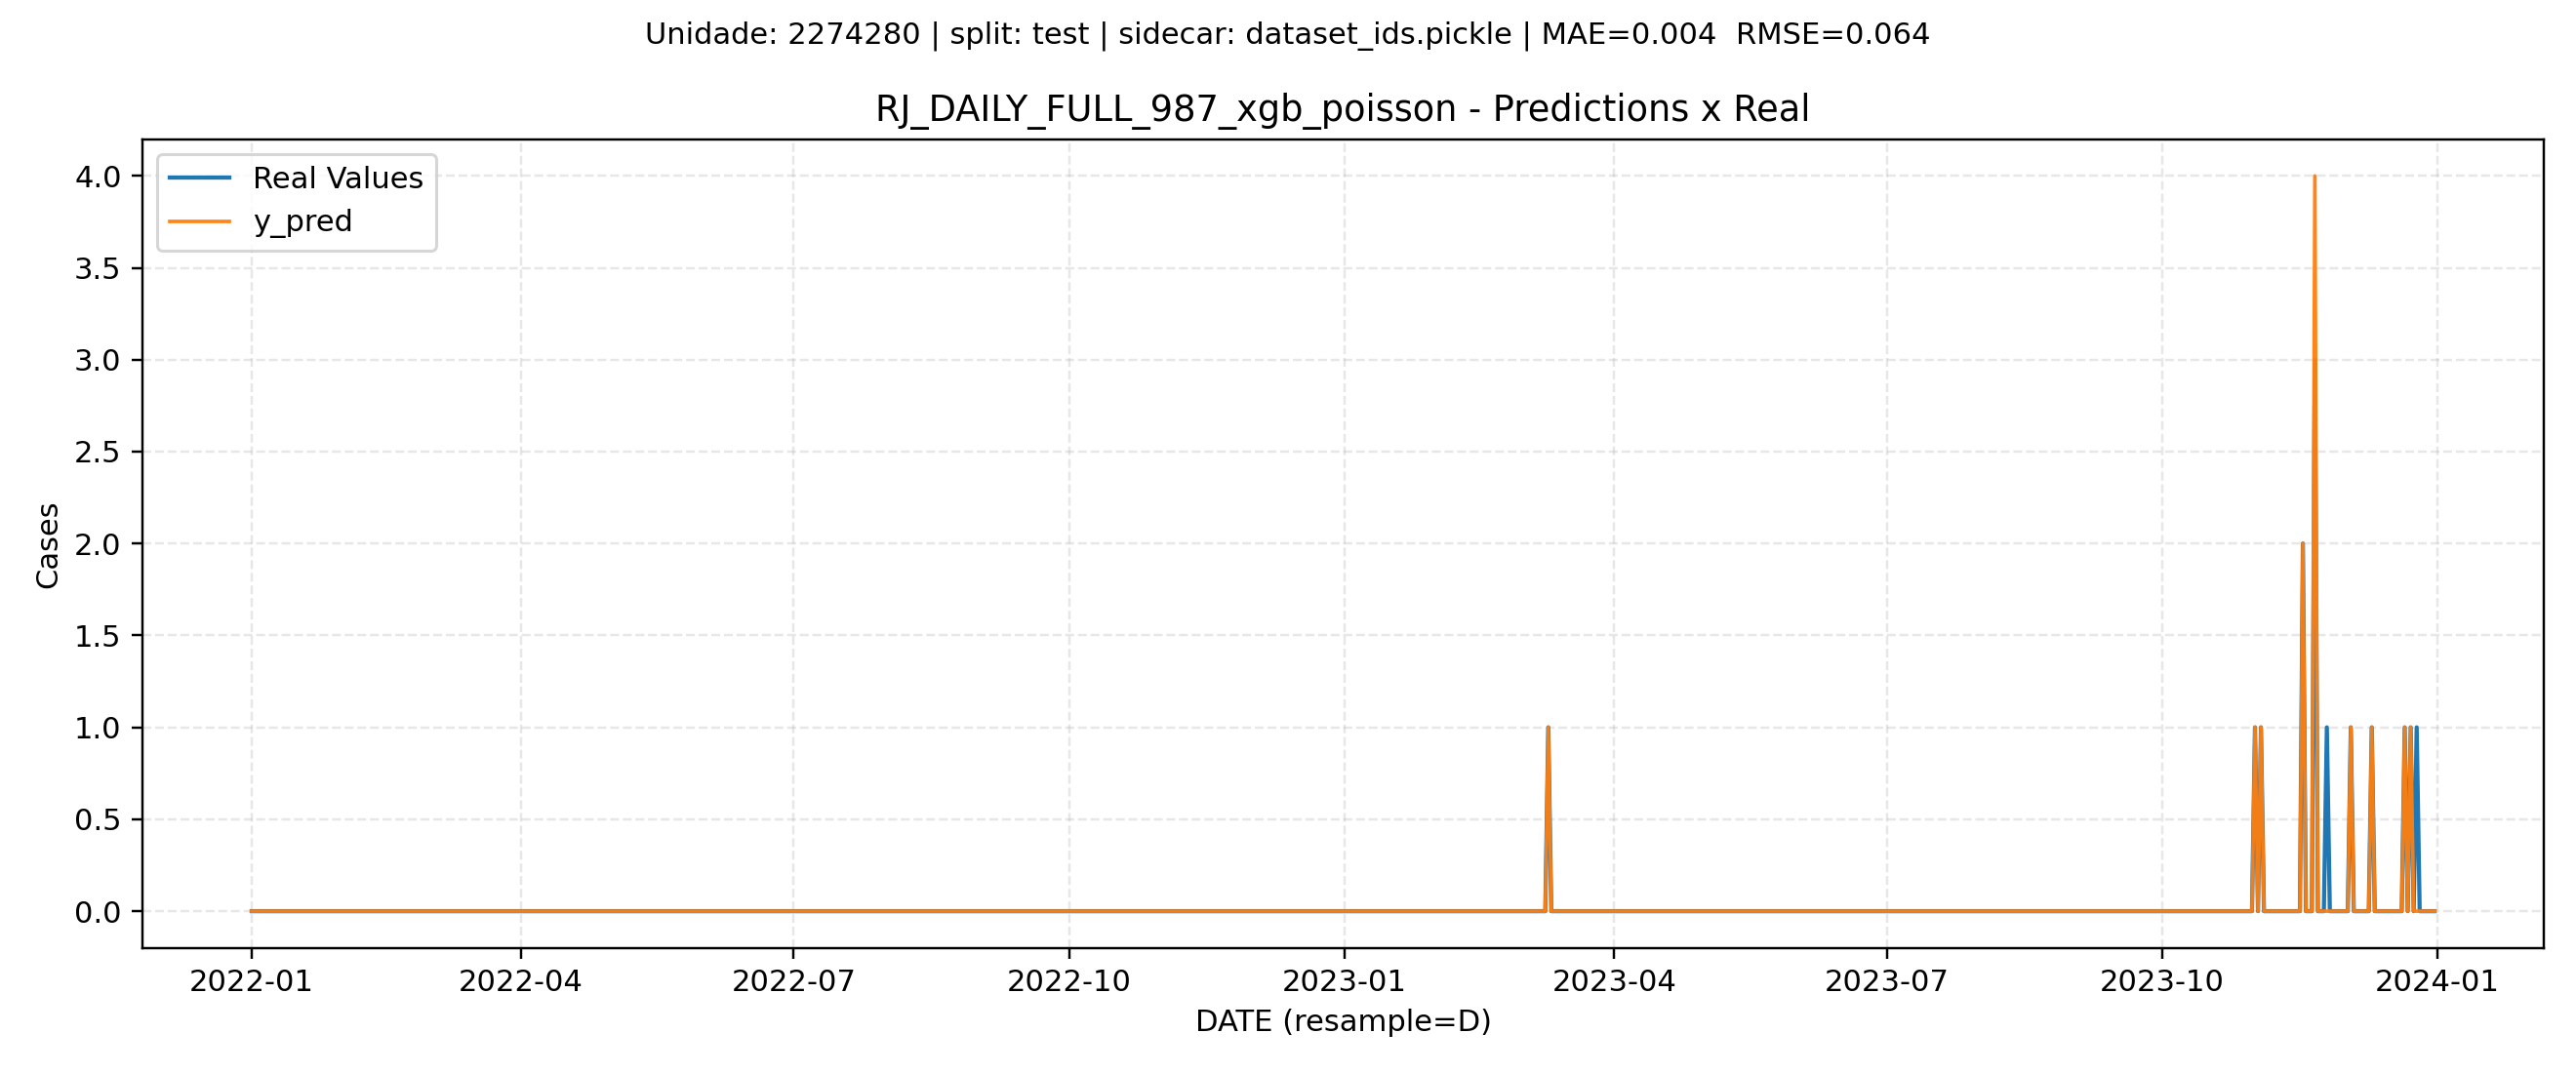 Unidade: 2274280 | split: test | sidecar: dataset_ids.pickle | MAE=0.004  RMSE=0.064
RJ_DAILY_FULL_987_xgb_poisson - Predictions x Real
Real Values
y_pred
4.0
3.5
3.0
2.5
2.0
1.5
1.0
0.5
0.0
Cases
2022-01 2022-04 2022-07 2022-10 2023-01 2023-04 2023-07 2023-10 2024-01
DATE (resample=D)